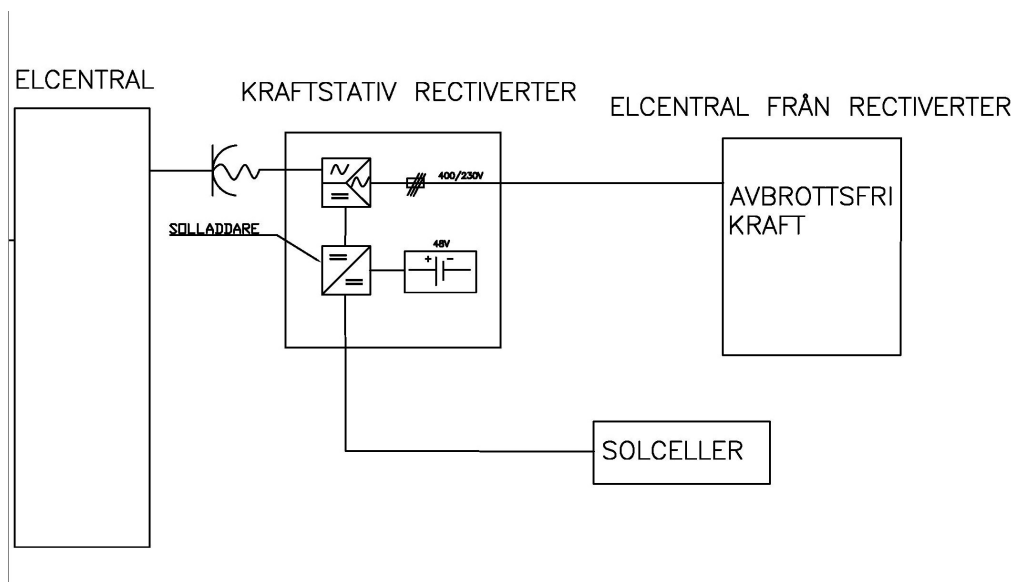 ELCENTRAL
KRAFTSTATIV RECTIVERTER
ELCENTRAL FRÅN RECTIVERTER
400/230V
AVBROTTSFRI
KRAFT
SOLLADDARE
48V
+ -
SOLCELLER